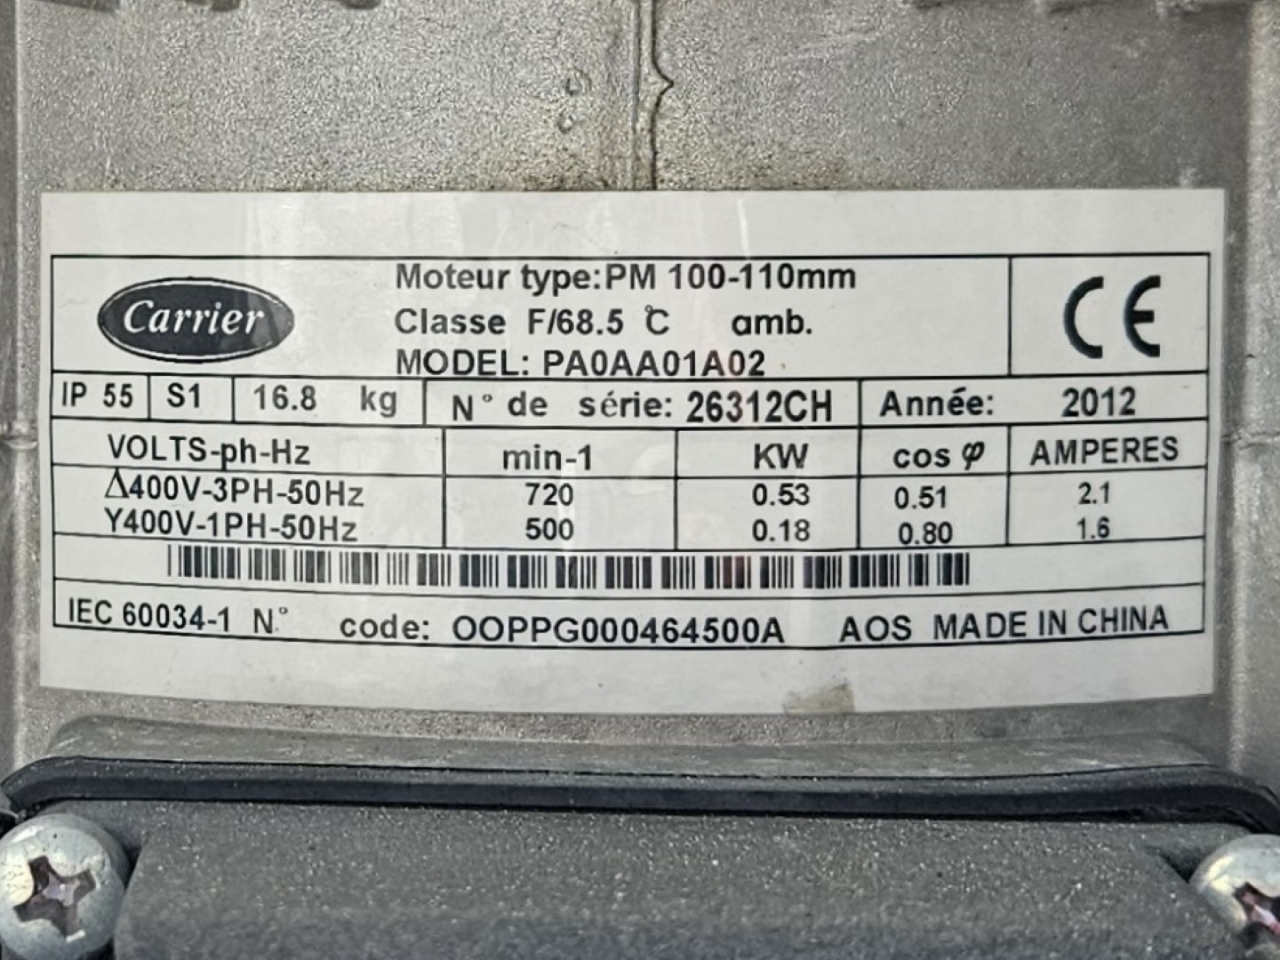 Carrier
Moteur type:PM 100-110mm
Classe F/68.5 ℃ amb.
MODEL: PA0AA01A02
CE
IP 55 S1 16.8 kg N° de série: 26312CH Année: 2012
VOLTS-ph-Hz min-1 KW cos φ AMPERES
Δ400V-3PH-50Hz 720 0.53 0.51 2.1
Y400V-1PH-50Hz 500 0.18 0.80 1.6
IEC 60034-1 N° code: OOPPG000464500A AOS MADE IN CHINA